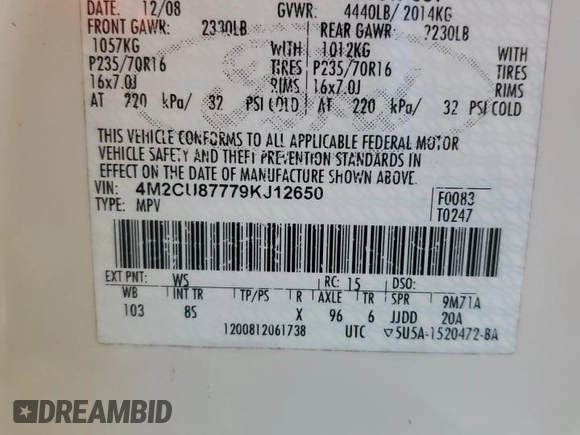 DATE: 12/08 GVWR: 4440LB/ 2014KG
FRONT GAWR: 2330LB REAR GAWR: 2230LB
1057KG WITH 1012KG WITH
P235/70R16 TIRES P235/70R16 TIRES
16x7.0J RIMS 16x7.0J RIMS
AT 220 kPa/ 32 PSI COLD AT 220 kPa/ 32 PSI COLD
THIS VEHICLE CONFORMS TO ALL APPLICABLE FEDERAL MOTOR
VEHICLE SAFETY AND THEFT PREVENTION STANDARDS IN
EFFECT ON THE DATE OF MANUFACTURE SHOWN ABOVE.
VIN: 4M2CU87779KJ12650 F0083
TYPE: MPV T0247
EXT PNT: WS RC: 15 DSO:
WB INT TR TP/PS R AXLE TR SPR 9M71A
103 8S X 96 6 JJDD 20A
1200812061738 UTC ▽5U5A-1520472-BA
DREAMBID